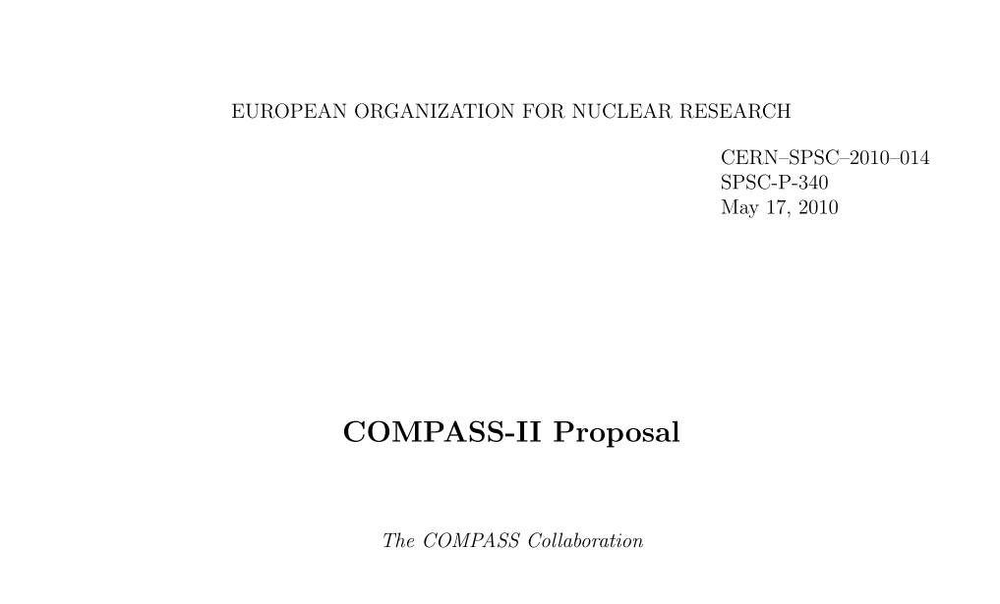 EUROPEAN ORGANIZATION FOR NUCLEAR RESEARCH
CERN–SPSC–2010–014
SPSC-P-340
May 17, 2010
COMPASS-II Proposal
The COMPASS Collaboration